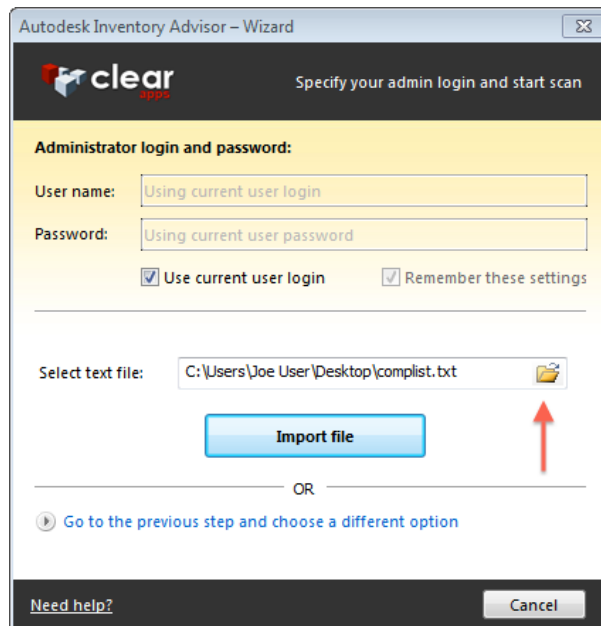 Autodesk Inventory Advisor – Wizard
clear
apps
Specify your admin login and start scan
Administrator login and password:
User name: Using current user login
Password: Using current user password
Use current user login Remember these settings
Select text file: C:\Users\Joe User\Desktop\complist.txt
Import file
OR
Go to the previous step and choose a different option
Need help? Cancel